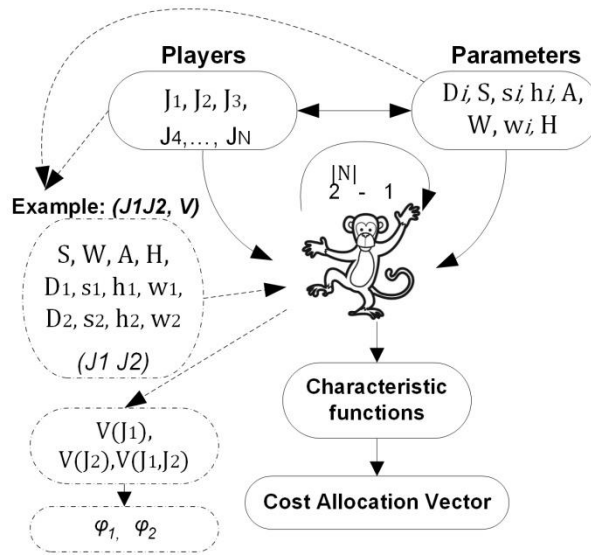 Players
J1, J2, J3,
J4,..., JN
Parameters
Di, S, si, hi, A,
W, wi, H
|N|
2 - 1
Example: (J1J2, V)
S, W, A, H,
D1, s1, h1, w1,
D2, s2, h2, w2
(J1 J2)
Characteristic
functions
V(J1),
V(J2),V(J1,J2)
Cost Allocation Vector
φ1, φ2